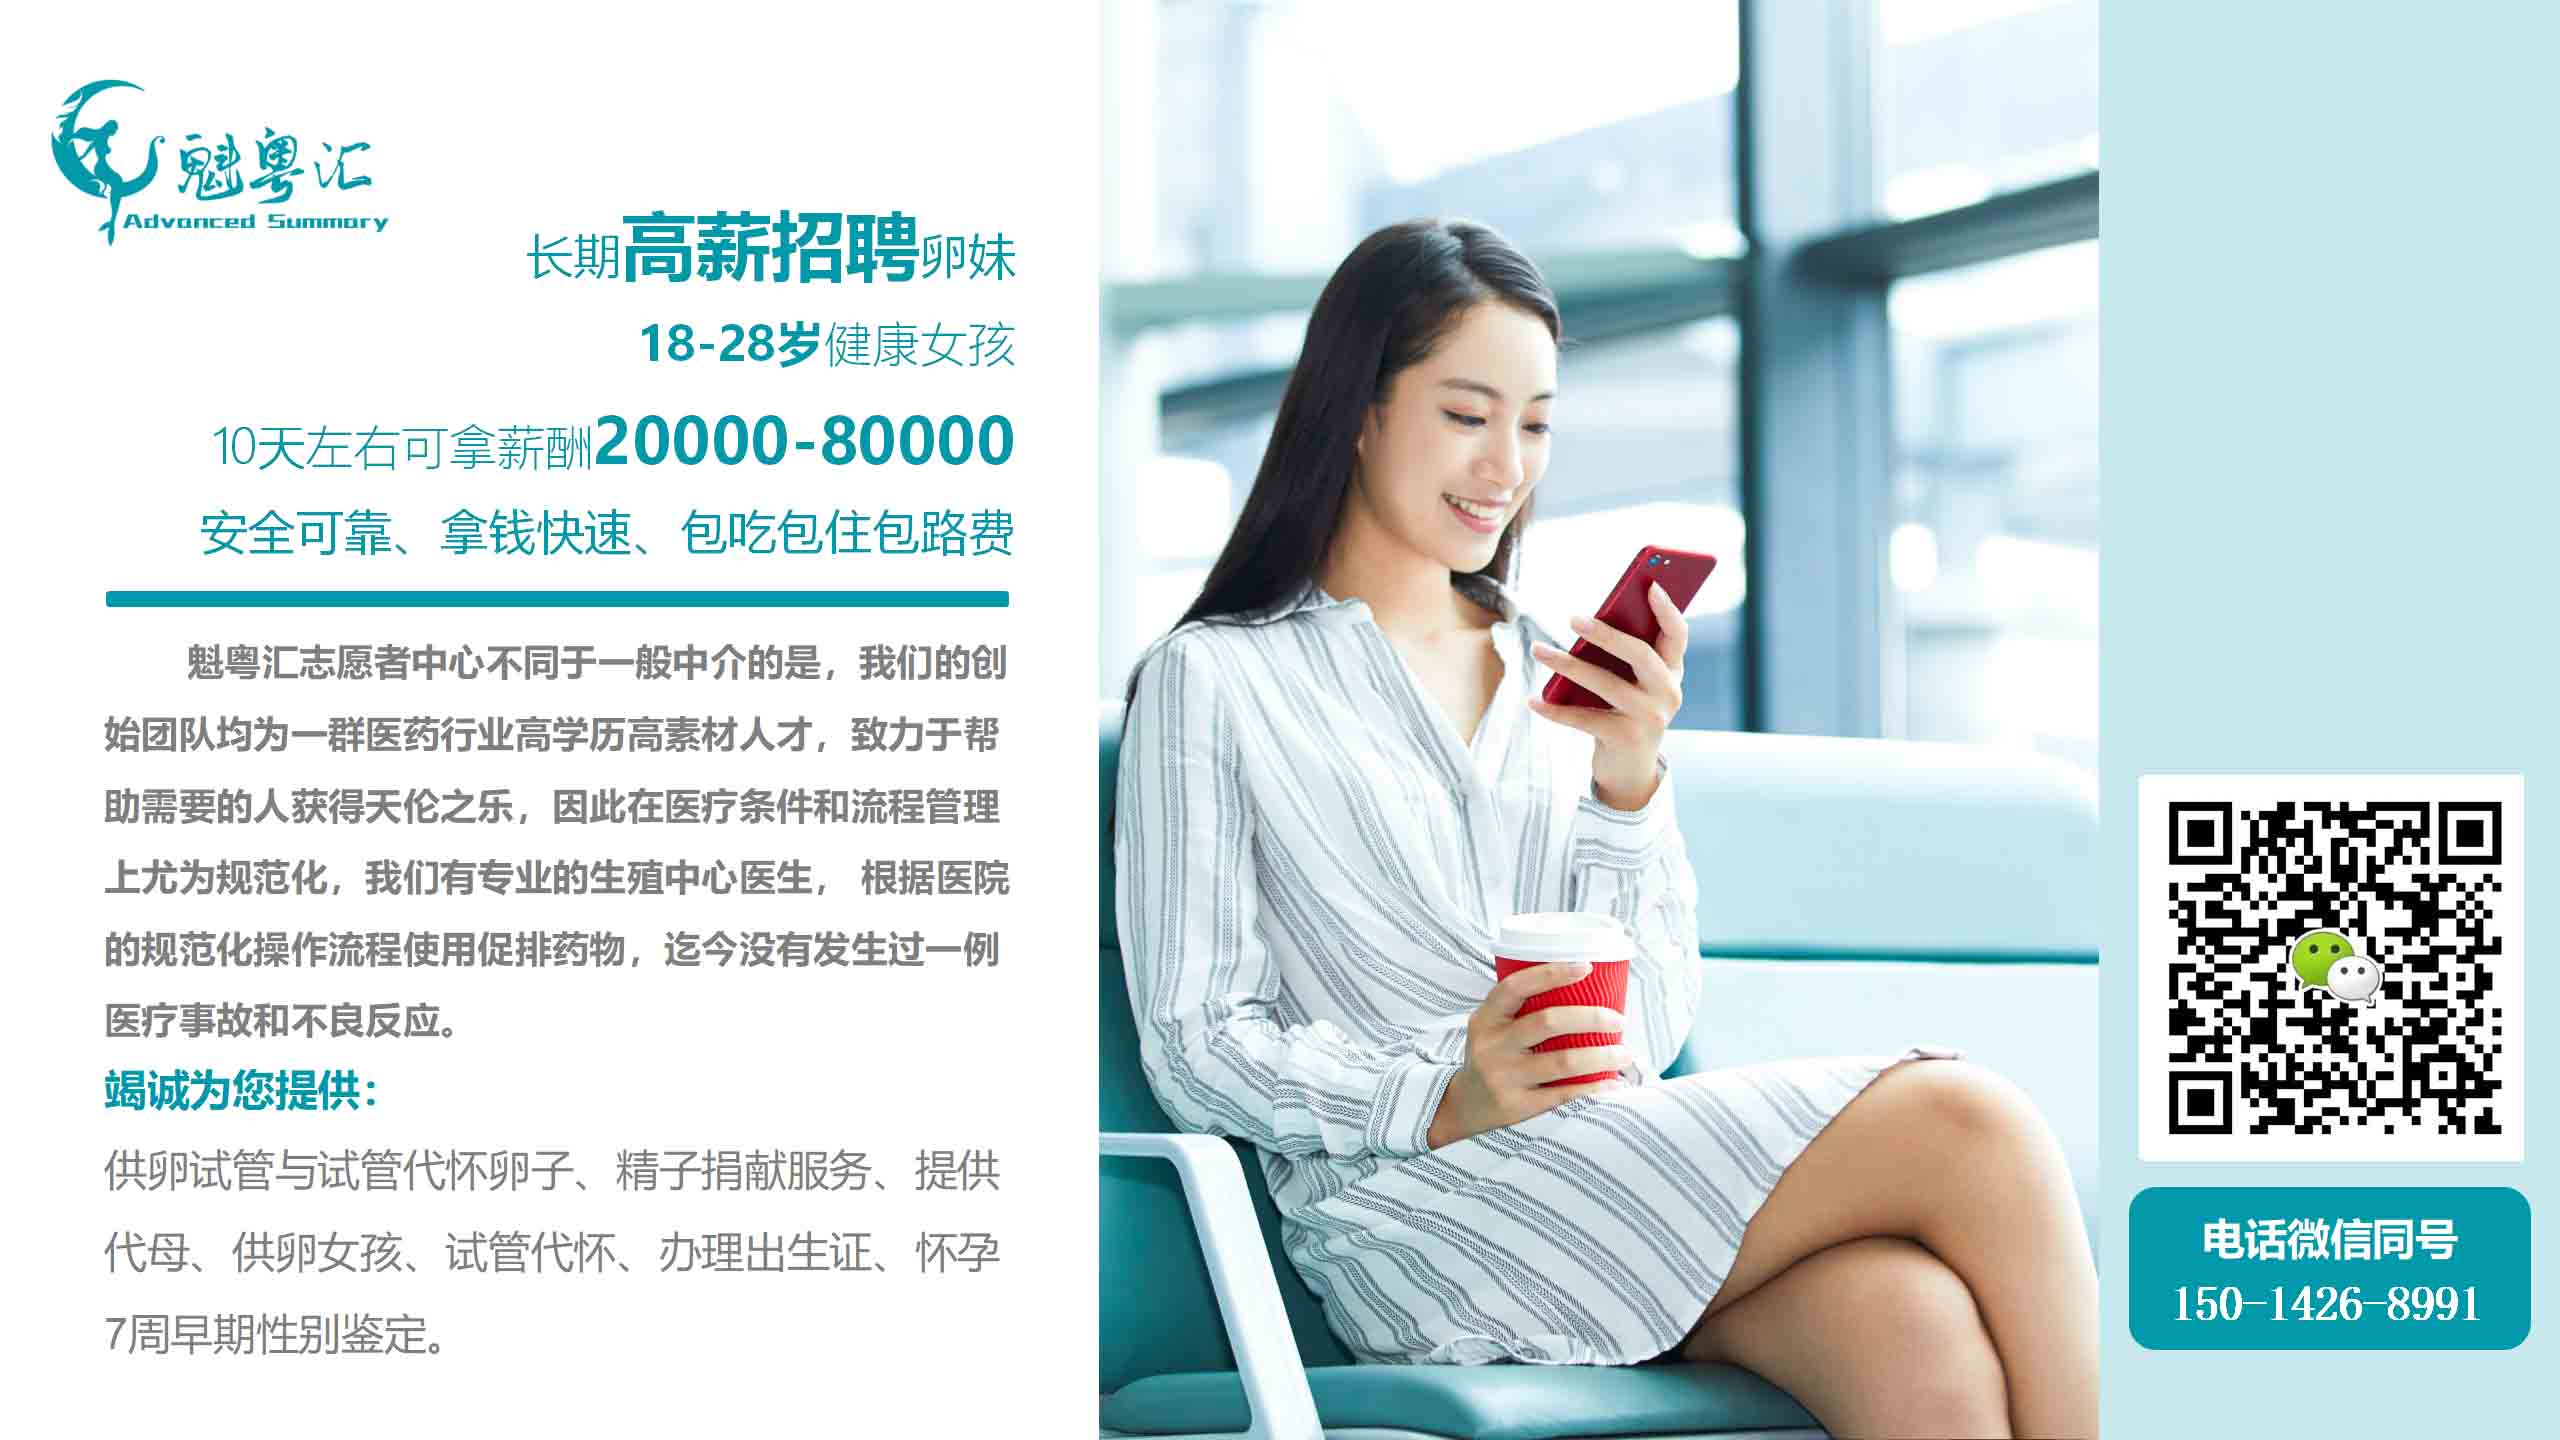 魁粤汇
Advanced Summary
长期高薪招聘卵妹
18-28岁健康女孩
10天左右可拿薪酬20000-80000
安全可靠、拿钱快速、包吃包住包路费
魁粤汇志愿者中心不同于一般中介的是，我们的创
始团队均为一群医药行业高学历高素材人才，致力于帮
助需要的人获得天伦之乐，因此在医疗条件和流程管理
上尤为规范化，我们有专业的生殖中心医生， 根据医院
的规范化操作流程使用促排药物，迄今没有发生过一例
医疗事故和不良反应。
竭诚为您提供：
供卵试管与试管代怀卵子、精子捐献服务、提供
代母、供卵女孩、试管代怀、办理出生证、怀孕
7周早期性别鉴定。
电话微信同号
150-1426-8991